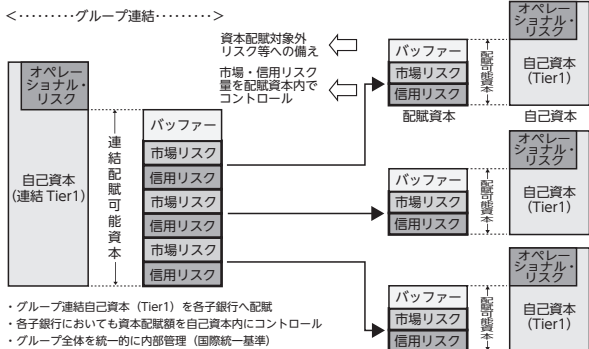 <………グループ連結………>
オペレー
ショナル・
リスク
自己資本
(連結 Tier1)
連結配賦可能資本
バッファー
市場リスク
信用リスク
市場リスク
信用リスク
市場リスク
信用リスク
資本配賦対象外
リスク等への備え
市場・信用リスク
量を配賦資本内で
コントロール
バッファー
市場リスク
信用リスク
配賦資本
配賦可能資本
オペレー
ショナル・
リスク
自己資本
(Tier1)
自己資本
バッファー
市場リスク
信用リスク
配賦可能資本
オペレー
ショナル・
リスク
自己資本
(Tier1)
バッファー
市場リスク
信用リスク
配賦可能資本
オペレー
ショナル・
リスク
自己資本
(Tier1)
・グループ連結自己資本（Tier1）を各子銀行へ配賦
・各子銀行においても資本配賦額を自己資本内にコントロール
・グループ全体を統一的に内部管理（国際統一基準）